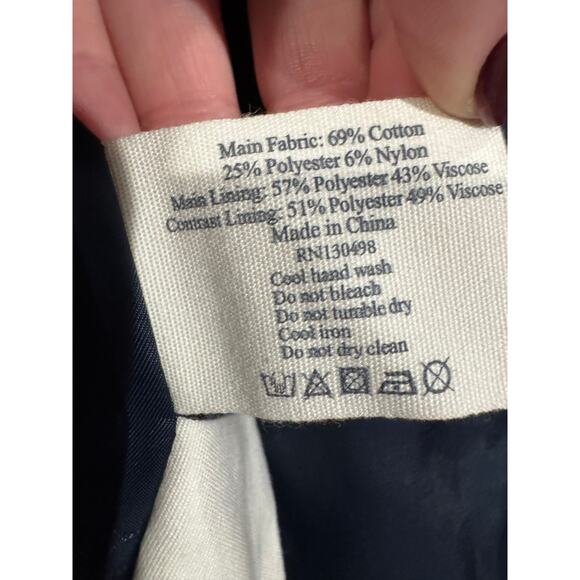 Main Fabric: 69% Cotton
25% Polyester 6% Nylon
Main Lining: 57% Polyester 43% Viscose
Contrast Lining: 51% Polyester 49% Viscose
Made in China
RN130498
Cool hand wash
Do not bleach
Do not tumble dry
Cool iron
Do not dry clean